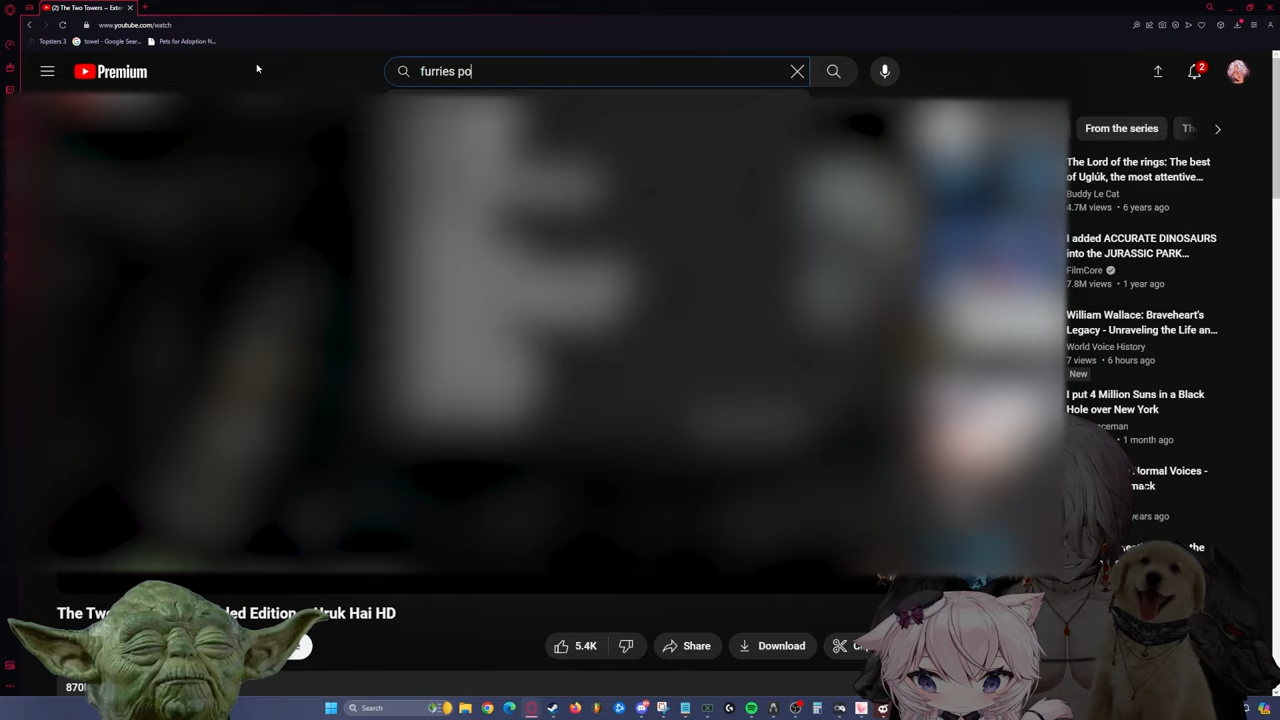 (2) The Two Towers – Exter
www.youtube.com/watch
Topsters 3
towel - Google Sear...
Pets for Adoption N...
Premium
furries po
2
From the series
The Lord of the rings: The best
of Uglúk, the most attentive...
Buddy Le Cat
4.7M views • 6 years ago
I added ACCURATE DINOSAURS
into the JURASSIC PARK...
FilmCore
7.8M views • 1 year ago
William Wallace: Braveheart's
Legacy - Unraveling the Life an...
World Voice History
7 views • 6 hours ago
New
I put 4 Million Suns in a Black
Hole over New York
1 month ago
Normal Voices -
years ago
the
The Two ded Edition - Uruk Hai HD
5.4K
Share
Download
870
Search